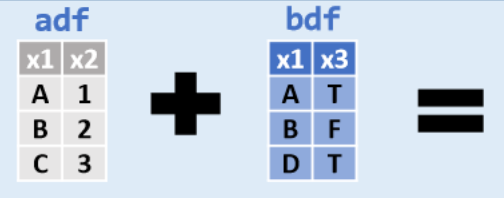 adf
x1 x2
A 1
B 2
C 3
+
bdf
x1 x3
A T
B F
D T
=